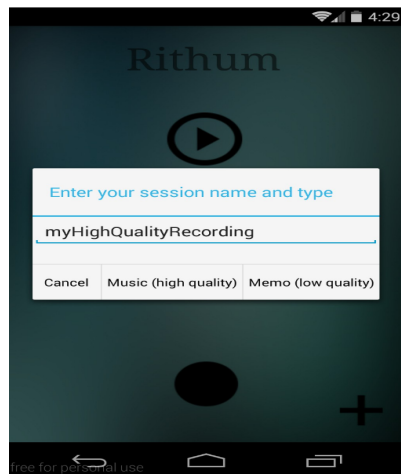 4:29
Rithum
Enter your session name and type
myHighQualityRecording
Cancel Music (high quality) Memo (low quality)
free for personal use